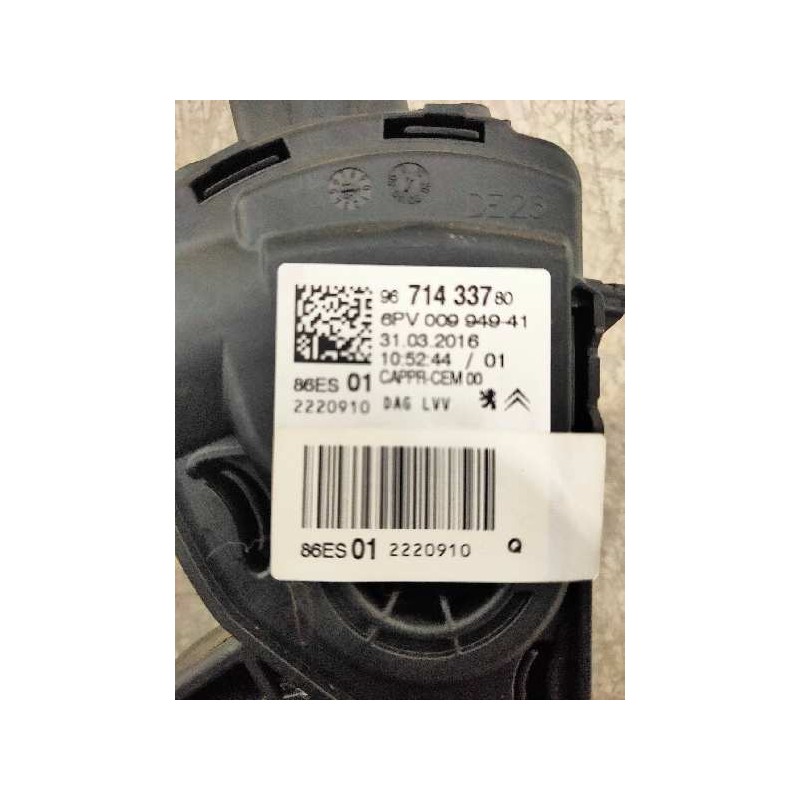 DE23
96 714 337 80
6PV 009 949-41
31.03.2016
10:52:44 / 01
86ES 01 CAPPR-CEM 00
2220910 DAG LVV
86ES 01 2220910 Q